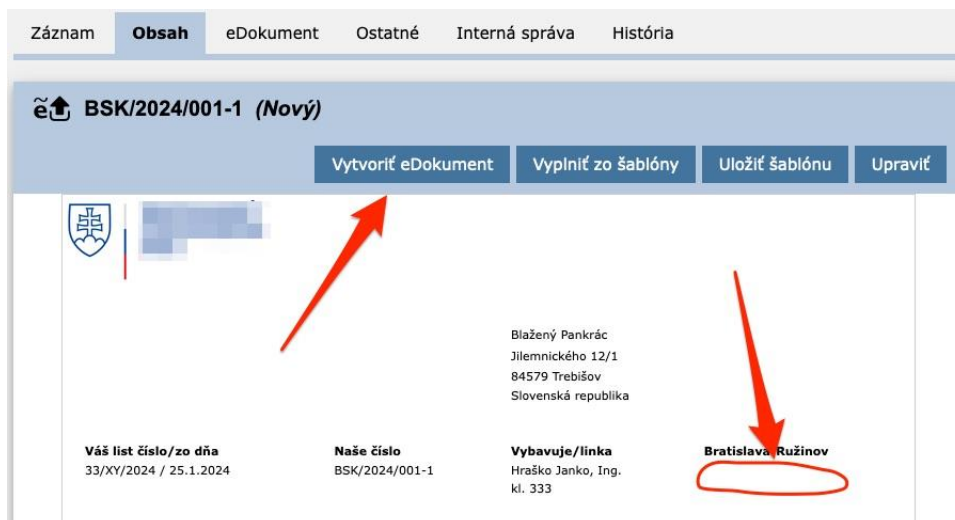 Záznam Obsah eDokument Ostatné Interná správa História
BSK/2024/001-1 (Nový)
Vytvoriť eDokument Vyplniť zo šablóny Uložiť šablónu Upraviť
Blažený Pankrác
Jilemnického 12/1
84579 Trebišov
Slovenská republika
Váš list číslo/zo dňa Naše číslo Vybavuje/linka Bratislava Ružinov
33/XY/2024 / 25.1.2024 BSK/2024/001-1 Hraško Janko, Ing.
kl. 333